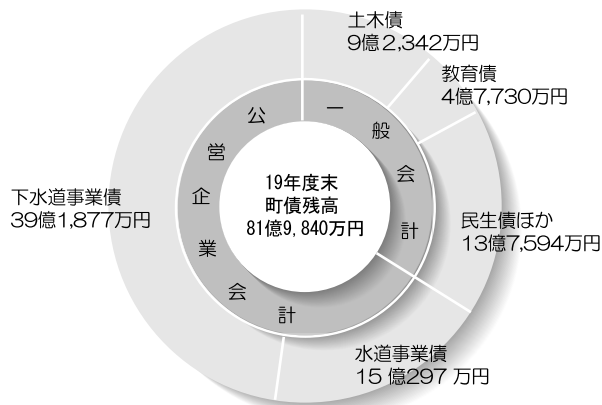 土木債
9億2,342万円
教育債
4億7,730万円
民生債ほか
13億7,594万円
水道事業債
15 億297 万円
下水道事業債
39億1,877万円
一般会計
公営企業会計
19年度末
町債残高
81億9,840万円